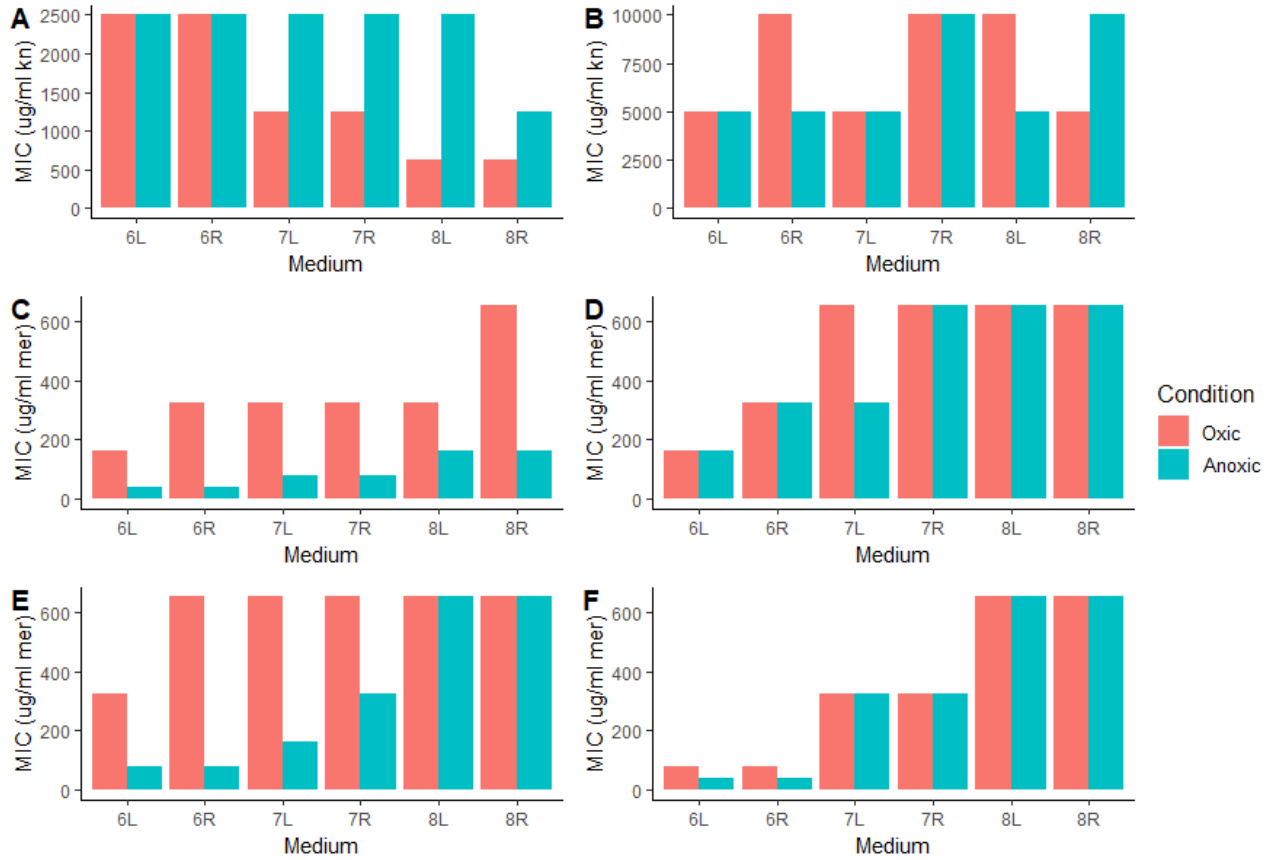 A
MIC (ug/ml kn)
2500
2000
1500
1000
500
0
6L 6R 7L 7R 8L 8R
Medium
B
MIC (ug/ml kn)
10000
7500
5000
2500
0
6L 6R 7L 7R 8L 8R
Medium
C
MIC (ug/ml mer)
600
400
200
0
6L 6R 7L 7R 8L 8R
Medium
D
MIC (ug/ml mer)
600
400
200
0
6L 6R 7L 7R 8L 8R
Medium
Condition
Oxic
Anoxic
E
MIC (ug/ml mer)
600
400
200
0
6L 6R 7L 7R 8L 8R
Medium
F
MIC (ug/ml mer)
600
400
200
0
6L 6R 7L 7R 8L 8R
Medium